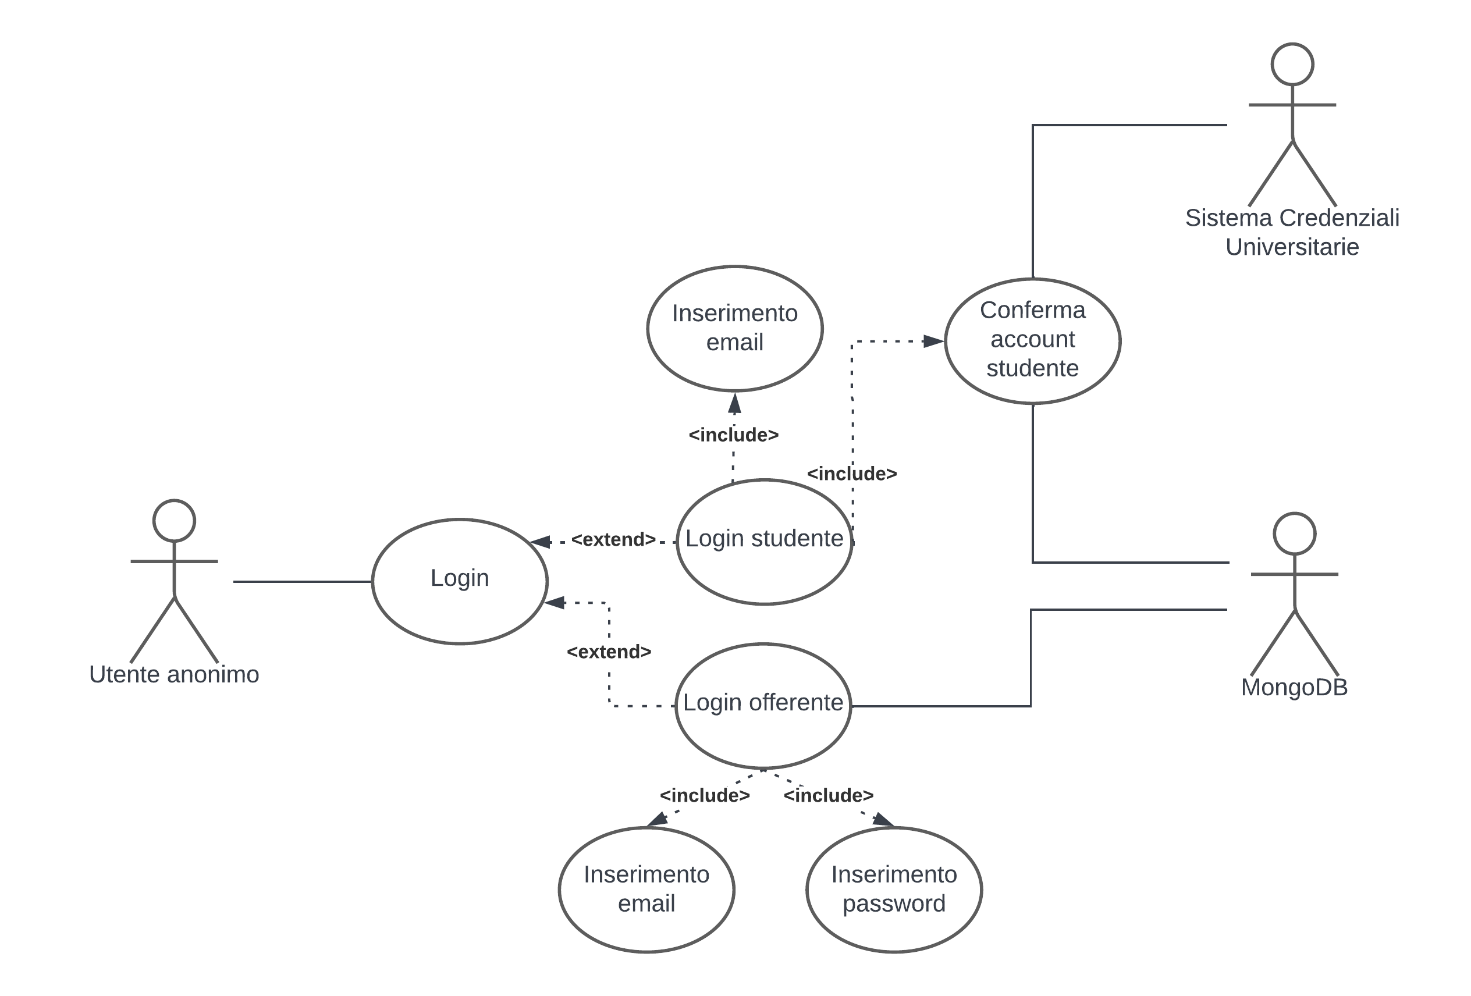 Sistema Credenziali
Universitarie
Inserimento
email
Conferma
account
studente
<include>
<include>
<extend>
Login studente
Login
<extend>
Utente anonimo
MongoDB
Login offerente
<include>
<include>
Inserimento
email
Inserimento
password